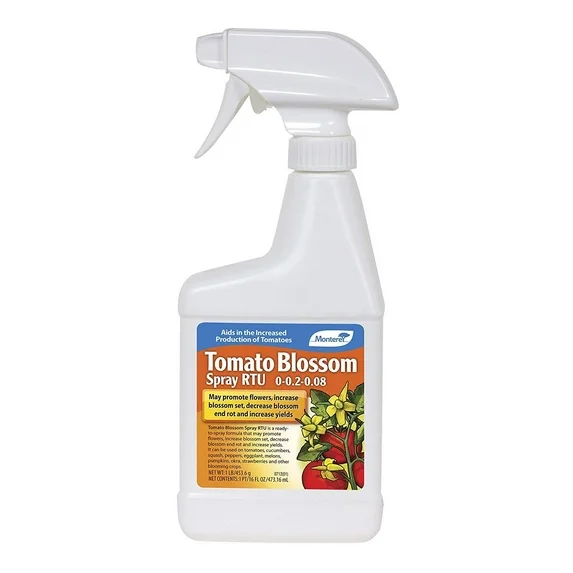 Aids in the Increased
Production of Tomatoes
Monterey
Tomato Blossom
Spray RTU 0-0.2-0.08
May promote flowers, increase
blossom set, decrease blossom
end rot and increase yields
Tomato Blossom Spray RTU is a ready-
to-spray formula that may promote
flowers, increase blossom set, decrease
blossom end rot and increase yields.
It can be used on tomatoes, cucumbers,
squash, peppers, eggplant, melons,
pumpkins, okra, strawberries and other
blooming crops.
NET WT: 1 LB/453.6 g
NET CONTENTS: 1 PT/16 FL OZ/473.16 mL